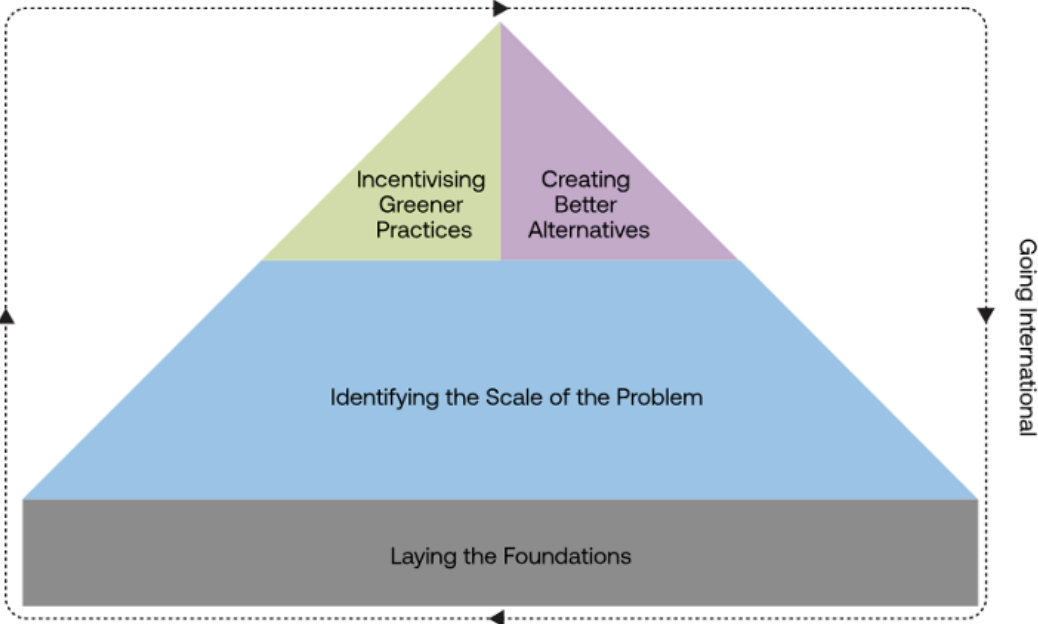 Incentivising
Greener
Practices
Creating
Better
Alternatives
Going International
Identifying the Scale of the Problem
Laying the Foundations